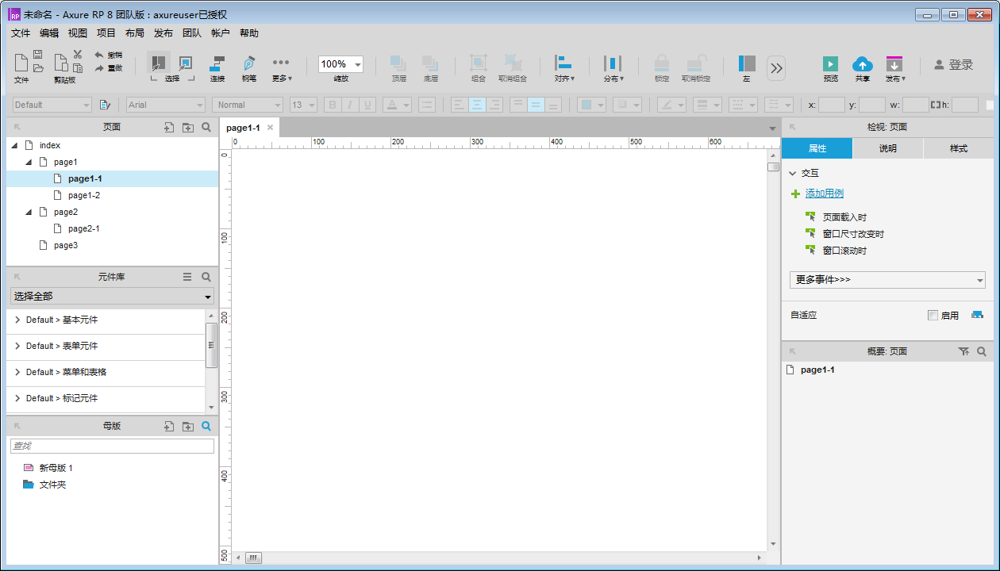 RP 未命名 - Axure RP 8 团队版 : axureuser已授权
文件 编辑 视图 项目 布局 发布 团队 帐户 帮助
撤销
重做
100%
登录
文件 剪贴板 选择 连接 钢笔 更多 缩放 顶层 底层 组合 取消组合 对齐 分布 锁定 取消锁定 左 预览 共享 发布
Default Arial Normal 13 B I U A x: y: w: h:
页面
index
page1
page1-1
page1-2
page2
page2-1
page3
元件库
选择全部
Default > 基本元件
Default > 表单元件
Default > 菜单和表格
Default > 标记元件
母版
查找
新母版 1
文件夹
page1-1
0 100 200 300 400 500 600
0
100
200
300
400
500
检视: 页面
属性 说明 样式
交互
添加用例
页面载入时
窗口尺寸改变时
窗口滚动时
更多事件>>>
自适应 启用
概要: 页面
page1-1